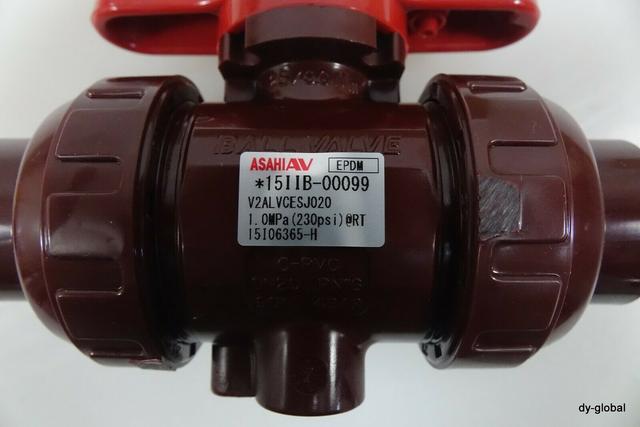 BALL VALVE
ASAHI AV EPDM
*15IIB-00099
V2ALVCESJ020
1.0MPa(230psi)@RT
15I06365-H
C-PVC
dy-global